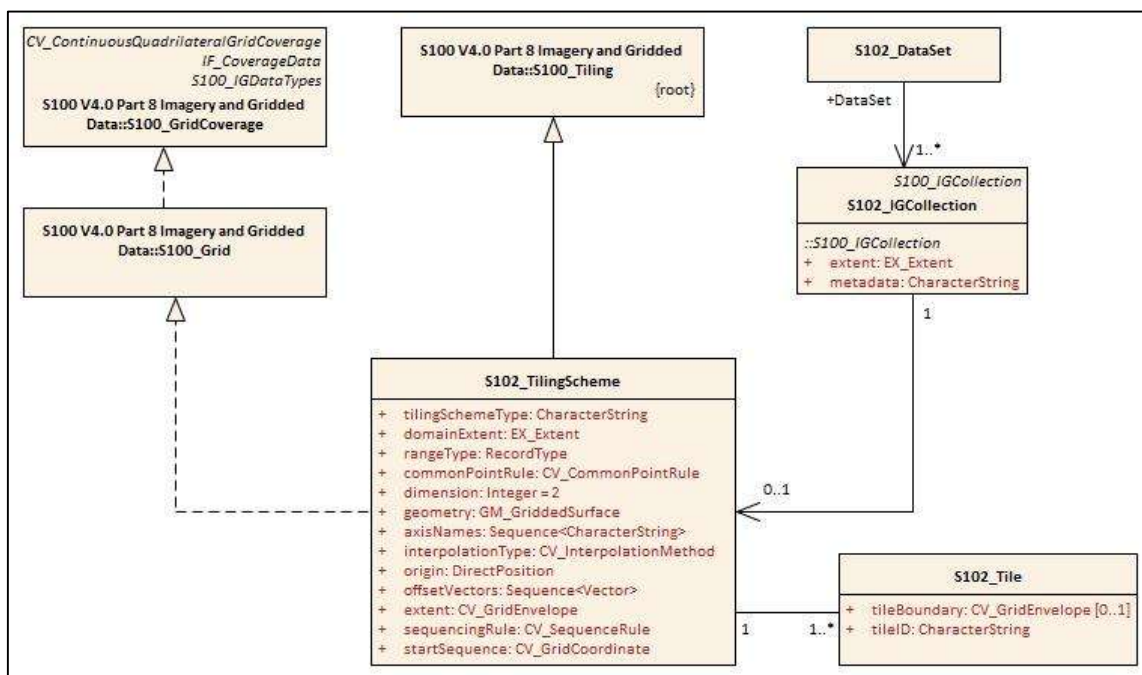 CV_ContinuousQuadrilateralGridCoverage
IF_CoverageData
S100_IGDataTypes
S100 V4.0 Part 8 Imagery and Gridded
Data::S100_GridCoverage
S100 V4.0 Part 8 Imagery and Gridded
Data::S100_Tiling
{root}
S102_DataSet
+DataSet
1..*
S100_IGCollection
S102_IGCollection
::S100_IGCollection
+ extent: EX_Extent
+ metadata: CharacterString
1
S100 V4.0 Part 8 Imagery and Gridded
Data::S100_Grid
S102_TilingScheme
+ tilingSchemeType: CharacterString
+ domainExtent: EX_Extent
+ rangeType: RecordType
+ commonPointRule: CV_CommonPointRule
+ dimension: Integer = 2
+ geometry: GM_GriddedSurface
+ axisNames: Sequence<CharacterString>
+ interpolationType: CV_InterpolationMethod
+ origin: DirectPosition
+ offsetVectors: Sequence<Vector>
+ extent: CV_GridEnvelope
+ sequencingRule: CV_SequenceRule
+ startSequence: CV_GridCoordinate
0..1
1
1..*
S102_Tile
+ tileBoundary: CV_GridEnvelope [0..1]
+ tileID: CharacterString